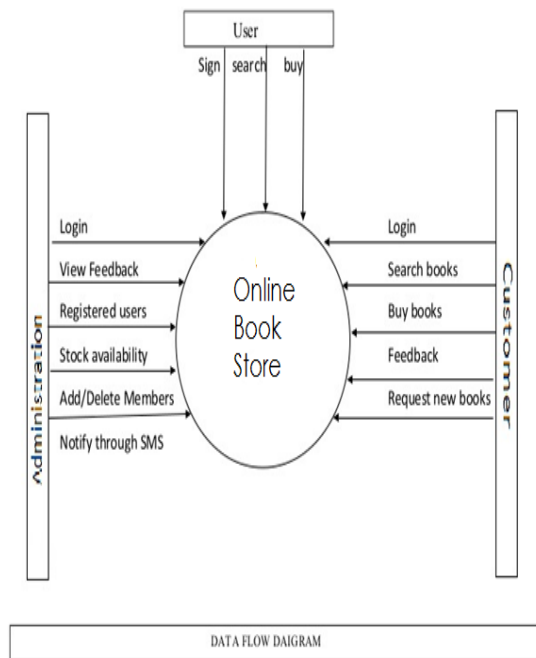 User
Sign search buy
Administration
Login
View Feedback
Registered users
Stock availability
Add/Delete Members
Notify through SMS
Online
Book
Store
Login
Search books
Buy books
Feedback
Request new books
Customer
DATA FLOW DAIGRAM